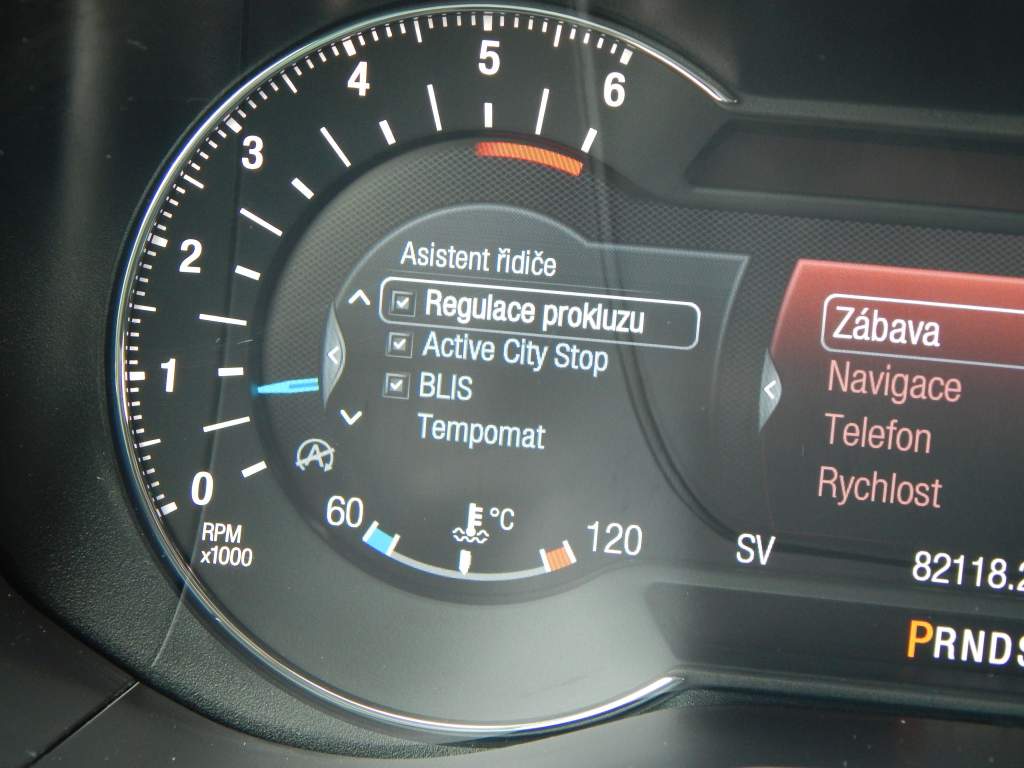 6
5
4
3
2
1
0
RPM
x1000
Asistent řidiče
Regulace prokluzu
Active City Stop
BLIS
Tempomat
A
60
°C
120
Zábava
Navigace
Telefon
Rychlost
SV
82118.2
PRNDS